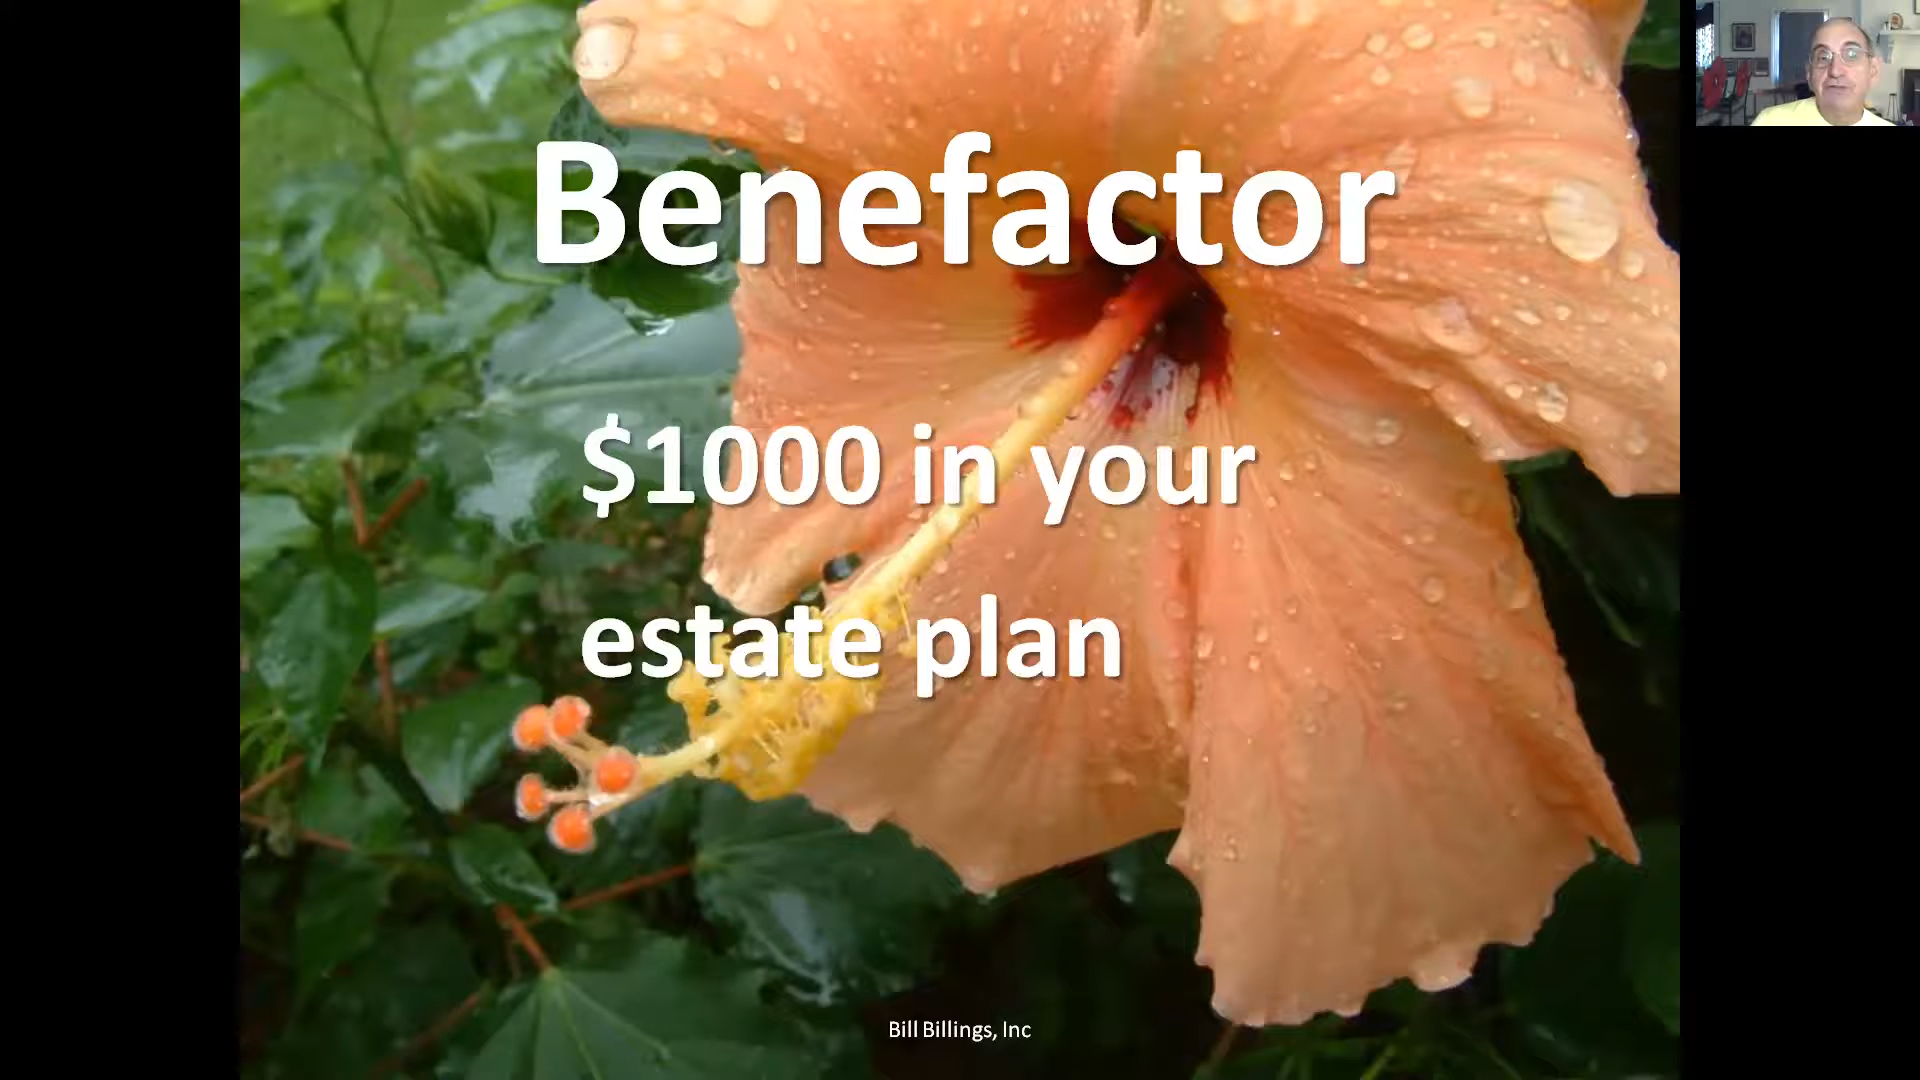 Benefactor
$1000 in your
estate plan
Bill Billings, Inc